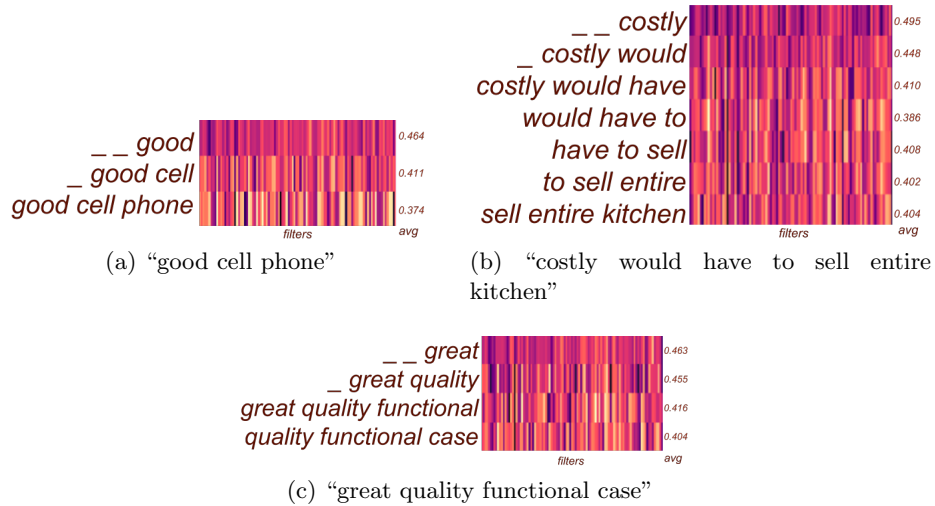 _ _ good 0.464
_ good cell 0.411
good cell phone 0.374
filters avg
(a) “good cell phone”
_ _ costly 0.495
_ costly would 0.448
costly would have 0.410
would have to 0.386
have to sell 0.408
to sell entire 0.402
sell entire kitchen 0.404
filters avg
(b) “costly would have to sell entire
kitchen”
_ _ great 0.463
_ great quality 0.455
great quality functional 0.416
quality functional case 0.404
filters avg
(c) “great quality functional case”